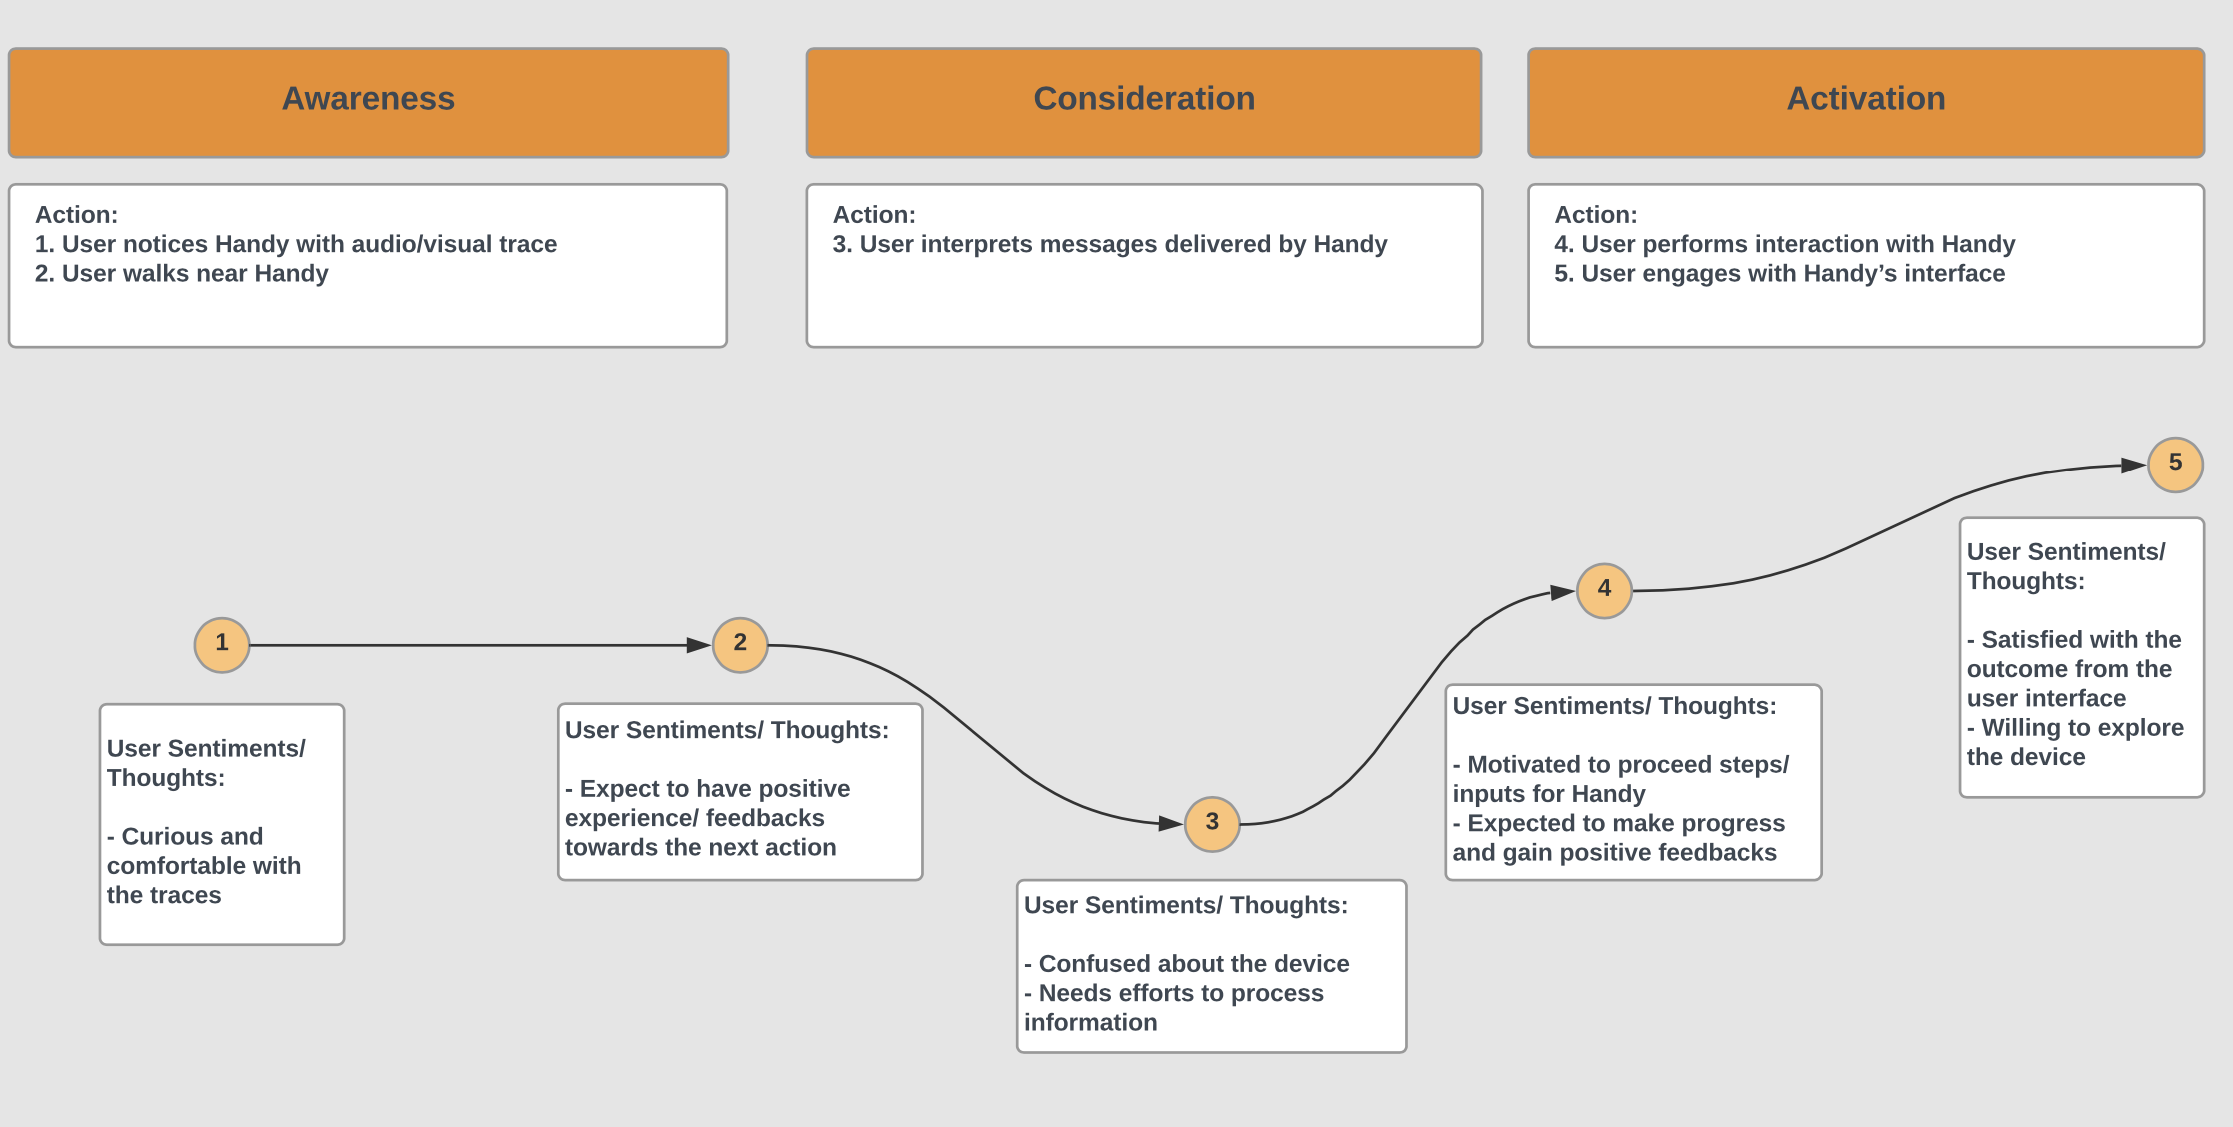 Awareness
Consideration
Activation
Action:
1. User notices Handy with audio/visual trace
2. User walks near Handy
Action:
3. User interprets messages delivered by Handy
Action:
4. User performs interaction with Handy
5. User engages with Handy’s interface
1
2
3
4
5
User Sentiments/
Thoughts:
- Curious and
comfortable with
the traces
User Sentiments/ Thoughts:
- Expect to have positive
experience/ feedbacks
towards the next action
User Sentiments/ Thoughts:
- Confused about the device
- Needs efforts to process
information
User Sentiments/ Thoughts:
- Motivated to proceed steps/
inputs for Handy
- Expected to make progress
and gain positive feedbacks
User Sentiments/
Thoughts:
- Satisfied with the
outcome from the
user interface
- Willing to explore
the device